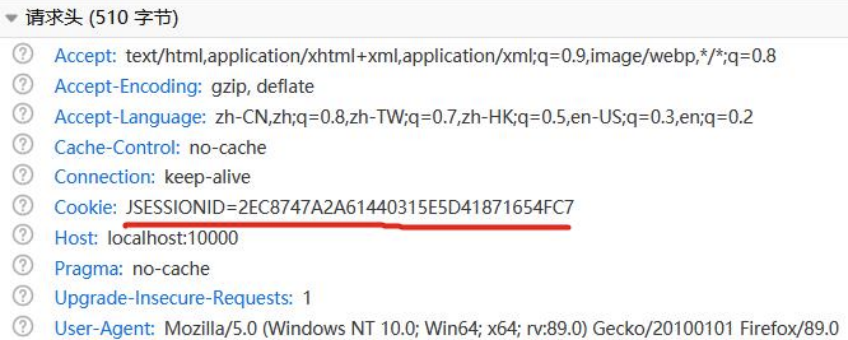 请求头 (510 字节)
Accept: text/html,application/xhtml+xml,application/xml;q=0.9,image/webp,*/*;q=0.8
Accept-Encoding: gzip, deflate
Accept-Language: zh-CN,zh;q=0.8,zh-TW;q=0.7,zh-HK;q=0.5,en-US;q=0.3,en;q=0.2
Cache-Control: no-cache
Connection: keep-alive
Cookie: JSESSIONID=2EC8747A2A61440315E5D41871654FC7
Host: localhost:10000
Pragma: no-cache
Upgrade-Insecure-Requests: 1
User-Agent: Mozilla/5.0 (Windows NT 10.0; Win64; x64; rv:89.0) Gecko/20100101 Firefox/89.0